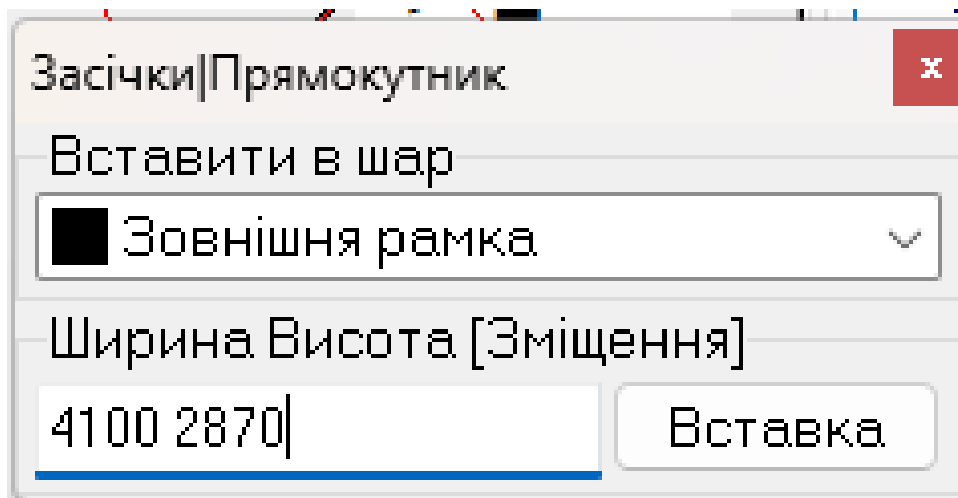 Засічки|Прямокутник x
Вставити в шар
Зовнішня рамка
Ширина Висота [Зміщення]
4100 2870 Вставка